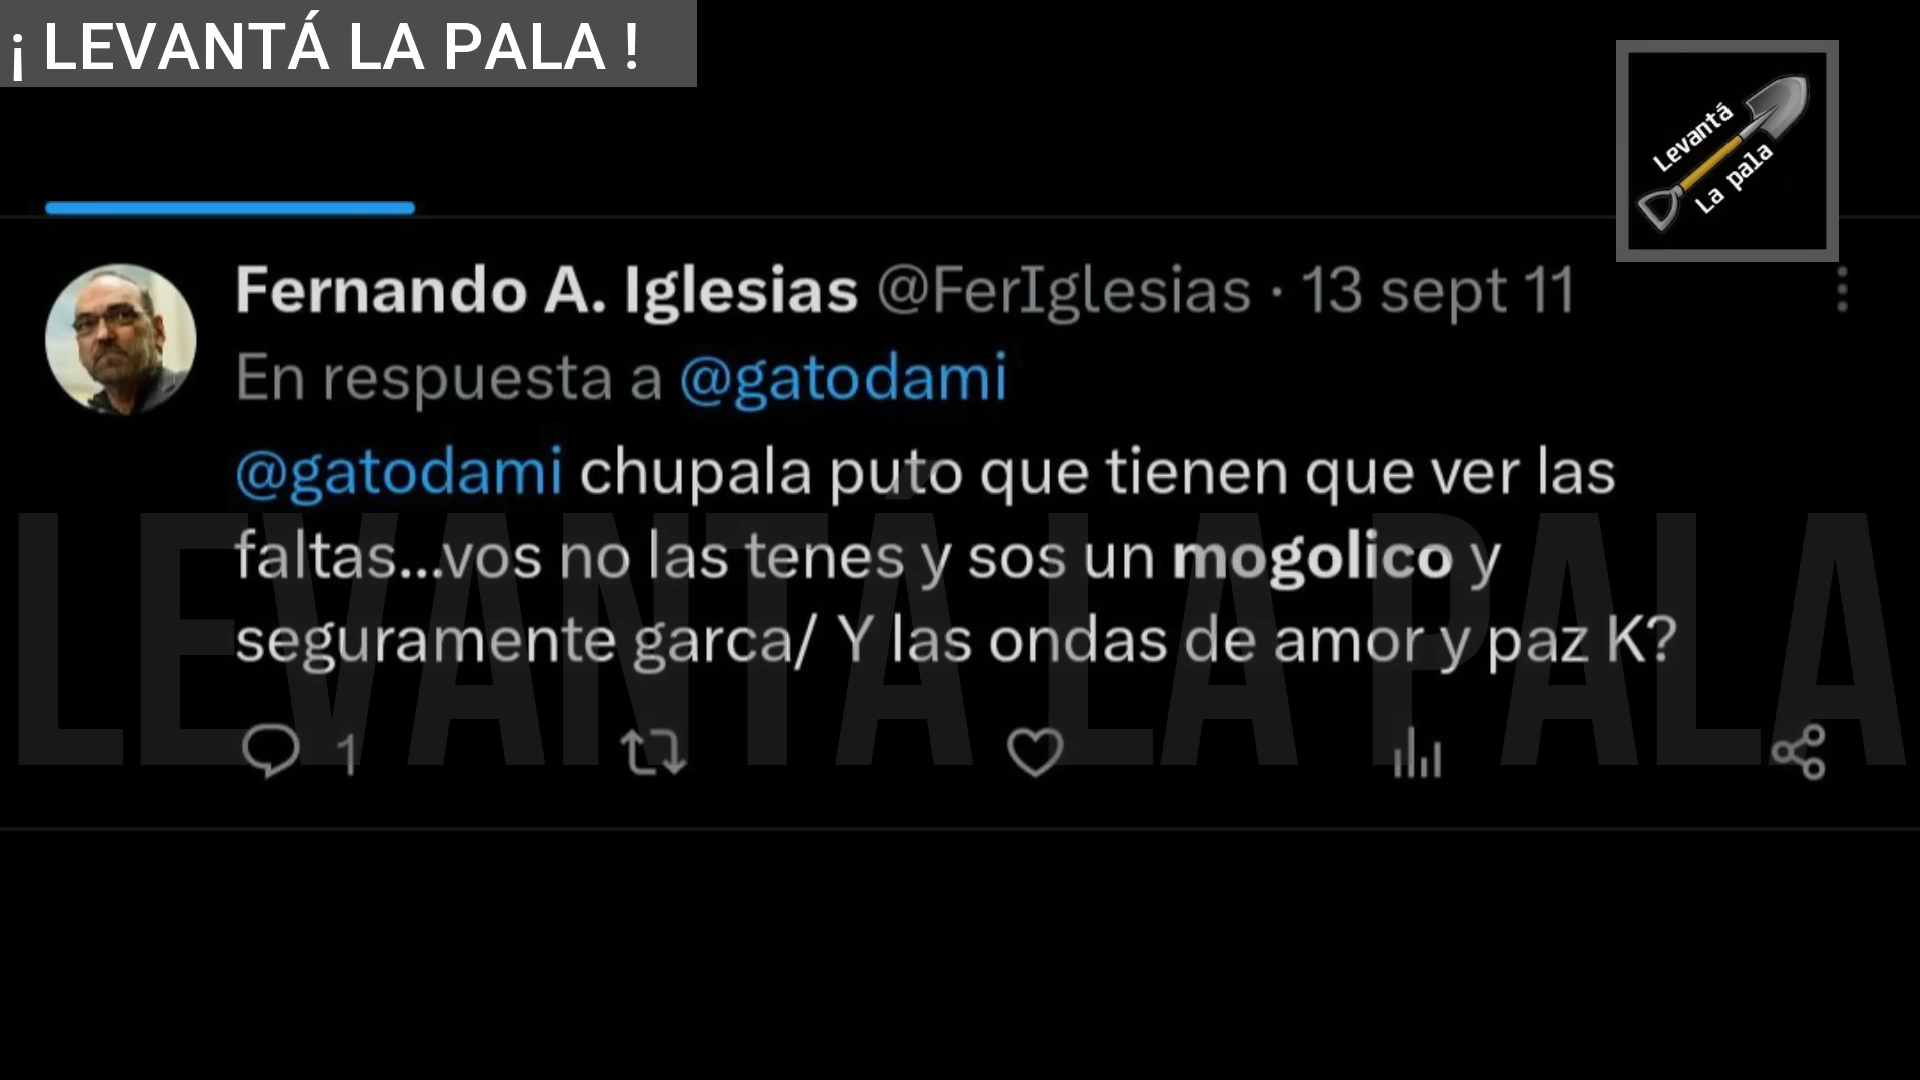 ¡ LEVANTÁ LA PALA !
Levantá
La pala
Fernando A. Iglesias @FerIglesias · 13 sept 11
En respuesta a @gatodami
@gatodami chupala puto que tienen que ver las
faltas...vos no las tenes y sos un mogolico y
seguramente garca/ Y las ondas de amor y paz K?
LEVANTÁ LA PALA
1